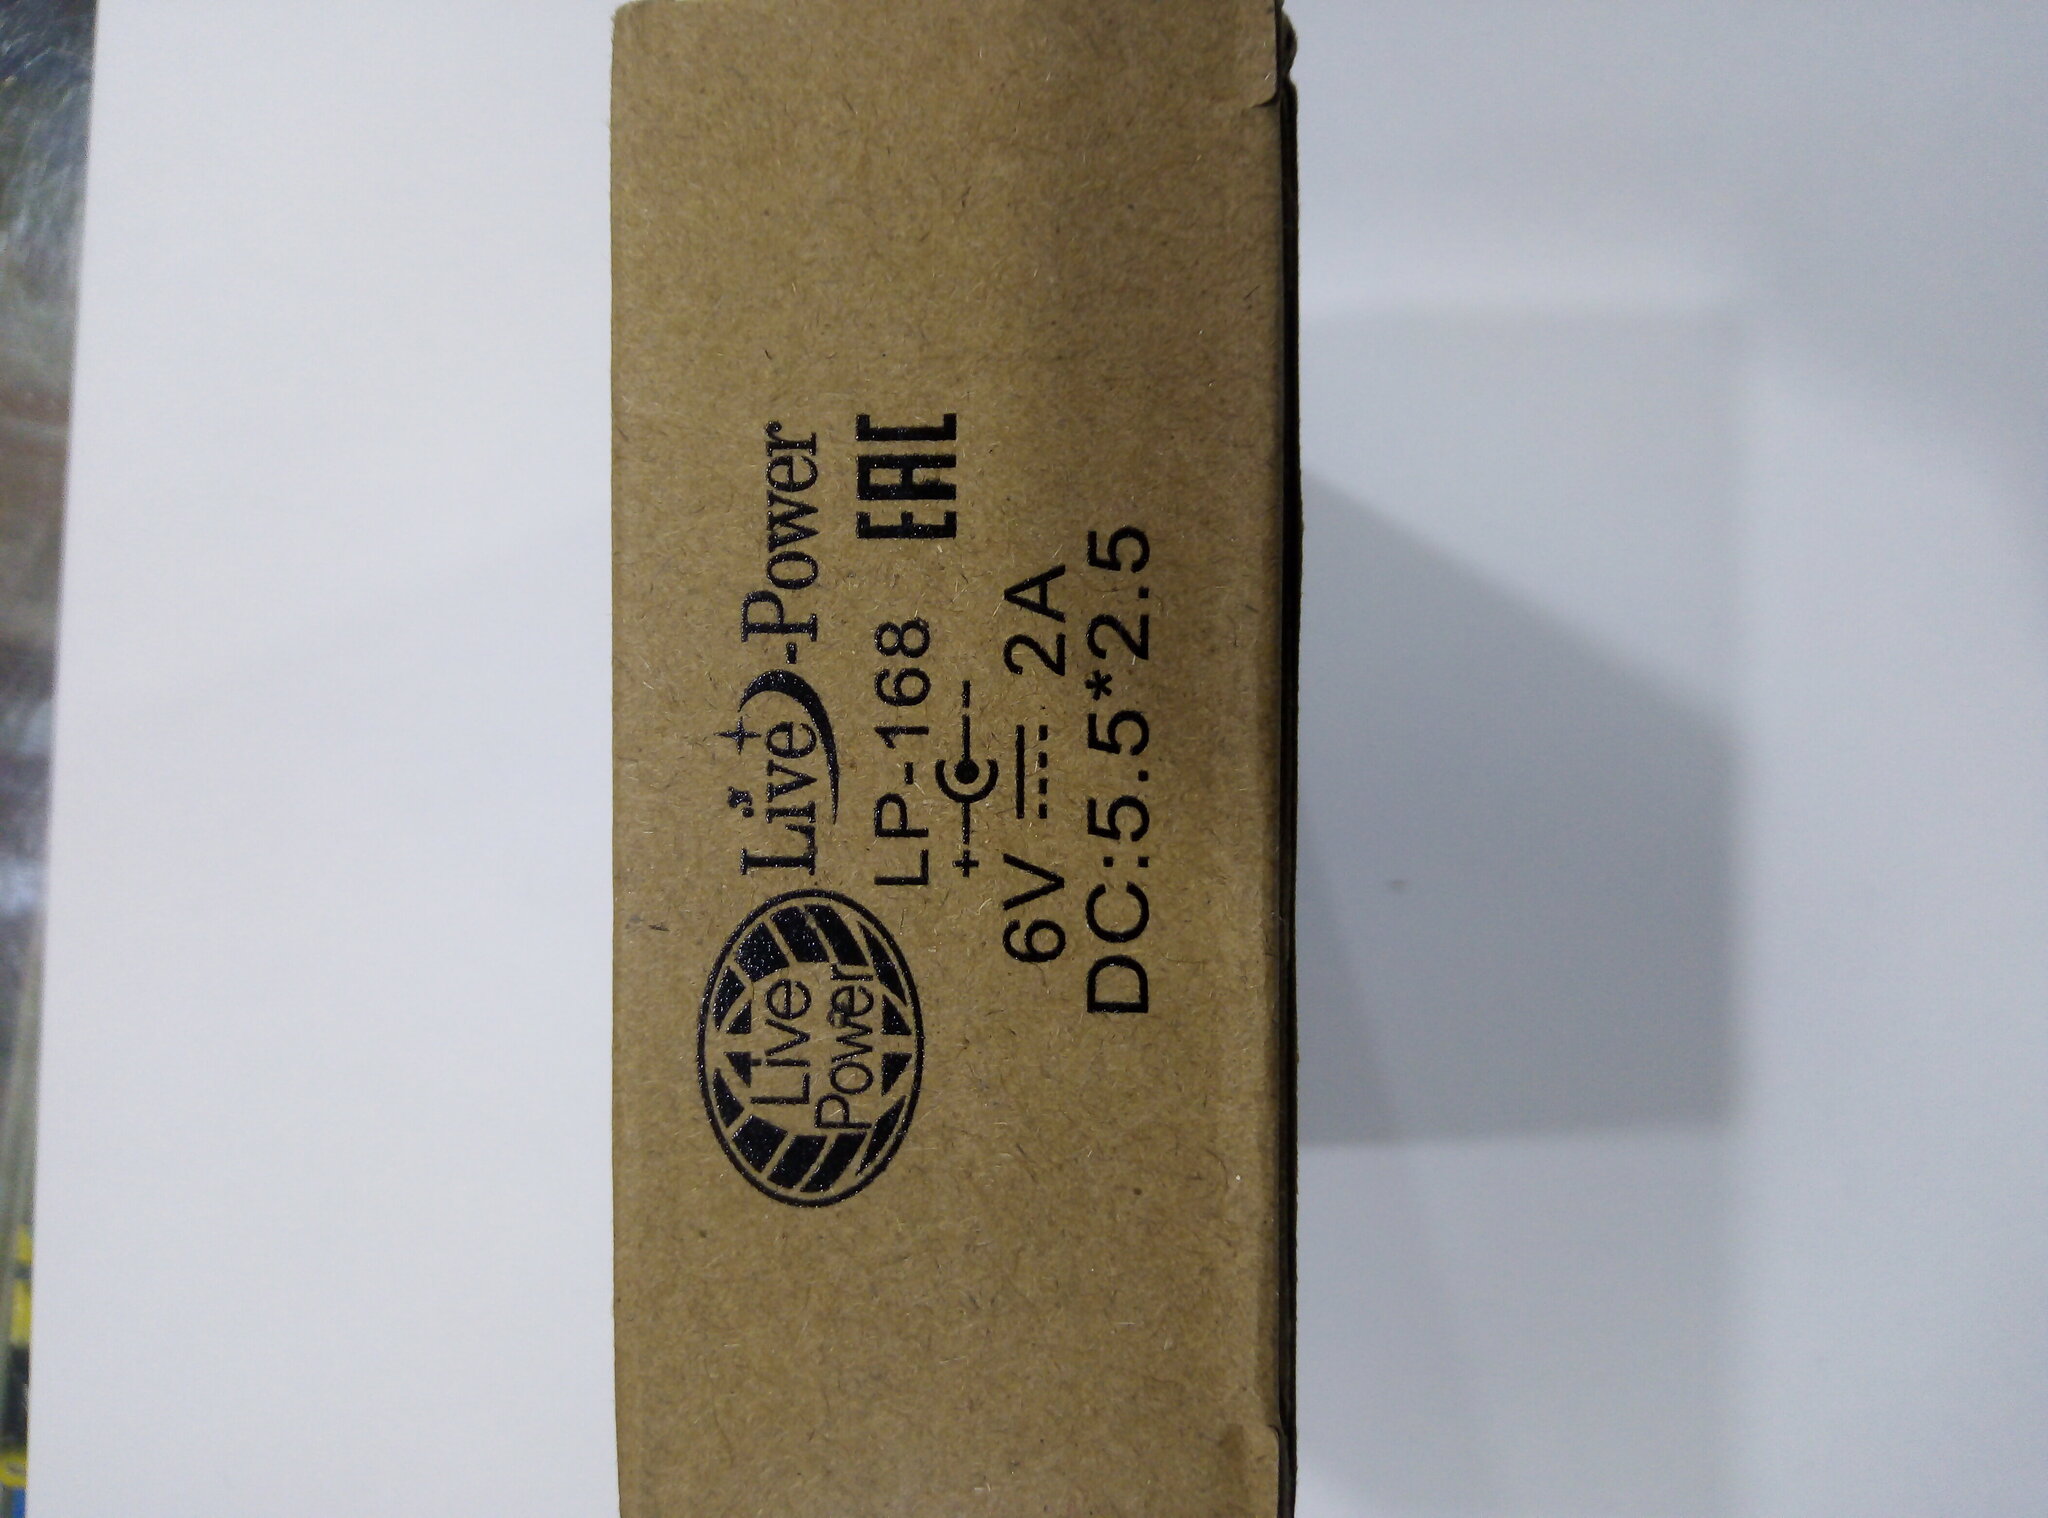 Live Power
Live-Power
LP-168 EAC
+ -
6V 2A
DC:5.5*2.5